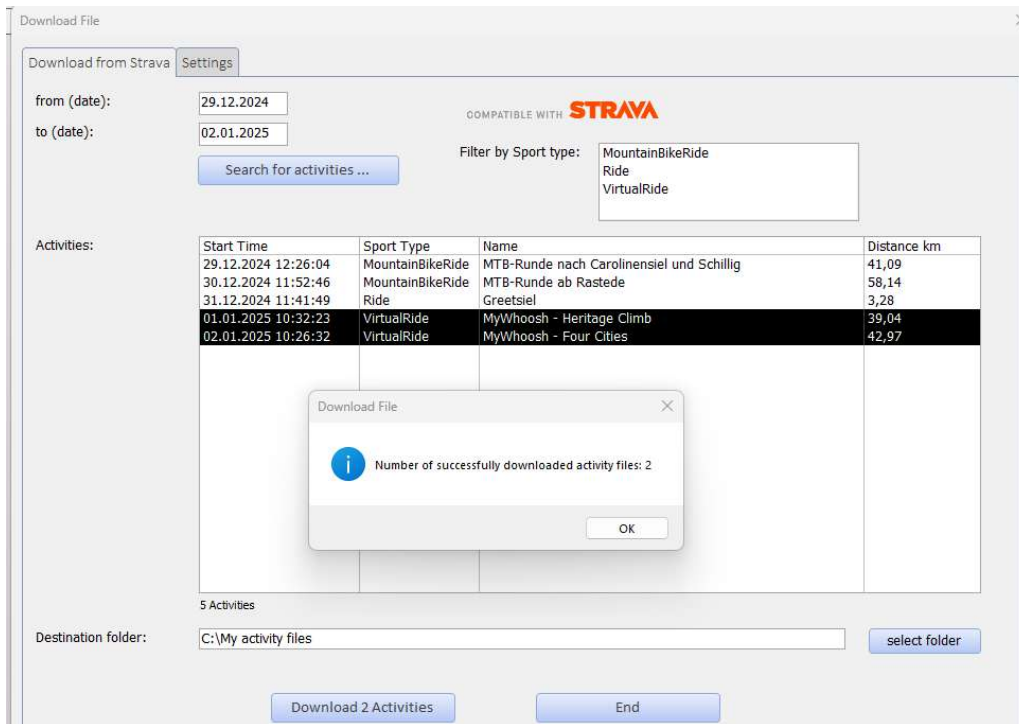 Download File
Download from Strava Settings
from (date): 29.12.2024
COMPATIBLE WITH STRAVA
to (date): 02.01.2025
Search for activities ...
Filter by Sport type: MountainBikeRide
Ride
VirtualRide
Activities:
Start Time Sport Type Name Distance km
29.12.2024 12:26:04 MountainBikeRide MTB-Runde nach Carolinensiel und Schillig 41,09
30.12.2024 11:52:46 MountainBikeRide MTB-Runde ab Rastede 58,14
31.12.2024 11:41:49 Ride Greetsiel 3,28
01.01.2025 10:32:23 VirtualRide MyWhoosh - Heritage Climb 39,04
02.01.2025 10:26:32 VirtualRide MyWhoosh - Four Cities 42,97
Download File
Number of successfully downloaded activity files: 2
OK
5 Activities
Destination folder: C:\My activity files select folder
Download 2 Activities End